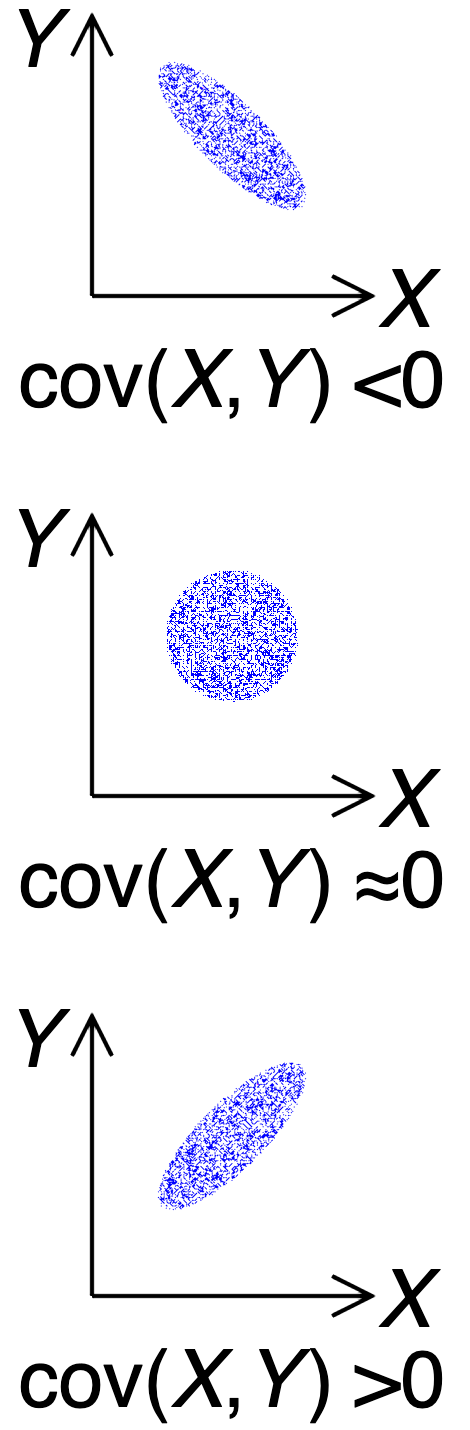 Y
X
cov(X, Y) <0
Y
X
cov(X, Y) ≈0
Y
X
cov(X, Y) >0